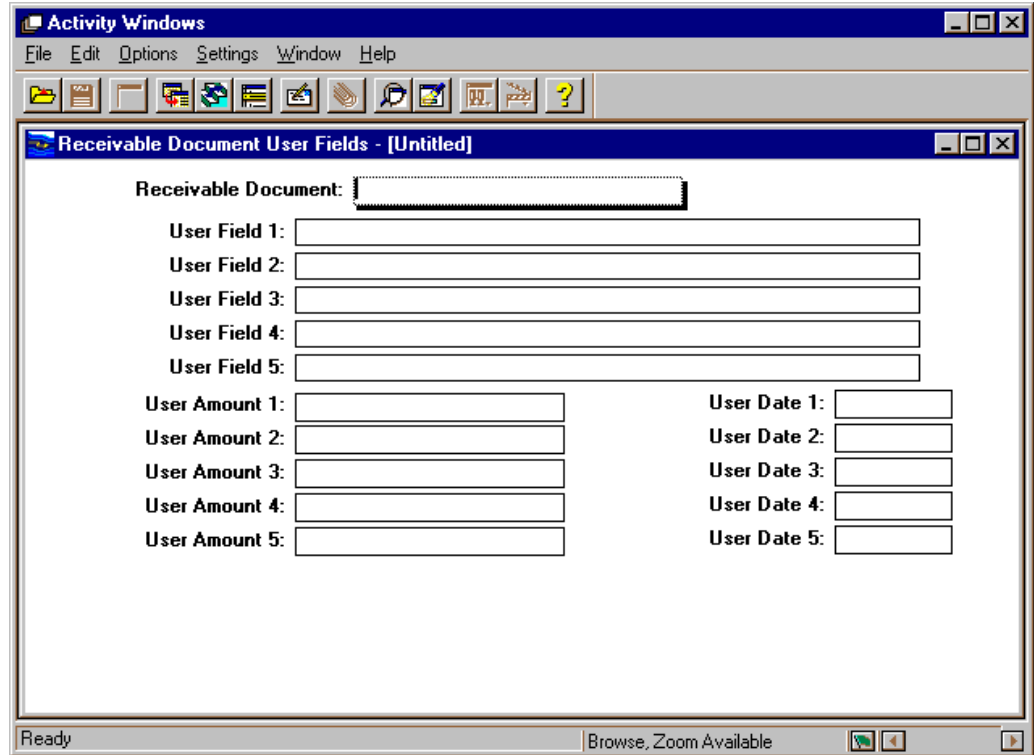 Activity Windows
File Edit Options Settings Window Help
Receivable Document User Fields - [Untitled]
Receivable Document:
User Field 1:
User Field 2:
User Field 3:
User Field 4:
User Field 5:
User Amount 1: User Date 1:
User Amount 2: User Date 2:
User Amount 3: User Date 3:
User Amount 4: User Date 4:
User Amount 5: User Date 5:
Ready Browse, Zoom Available